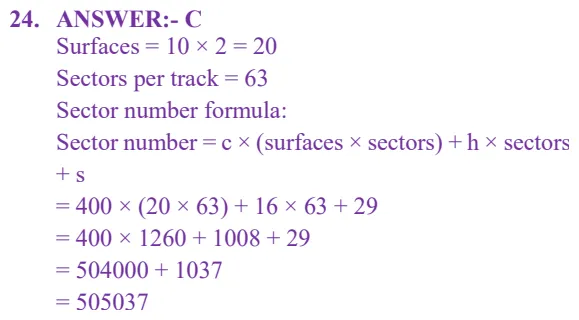 24. ANSWER:- C
Surfaces = 10 × 2 = 20
Sectors per track = 63
Sector number formula:
Sector number = c × (surfaces × sectors) + h × sectors
+ s
= 400 × (20 × 63) + 16 × 63 + 29
= 400 × 1260 + 1008 + 29
= 504000 + 1037
= 505037